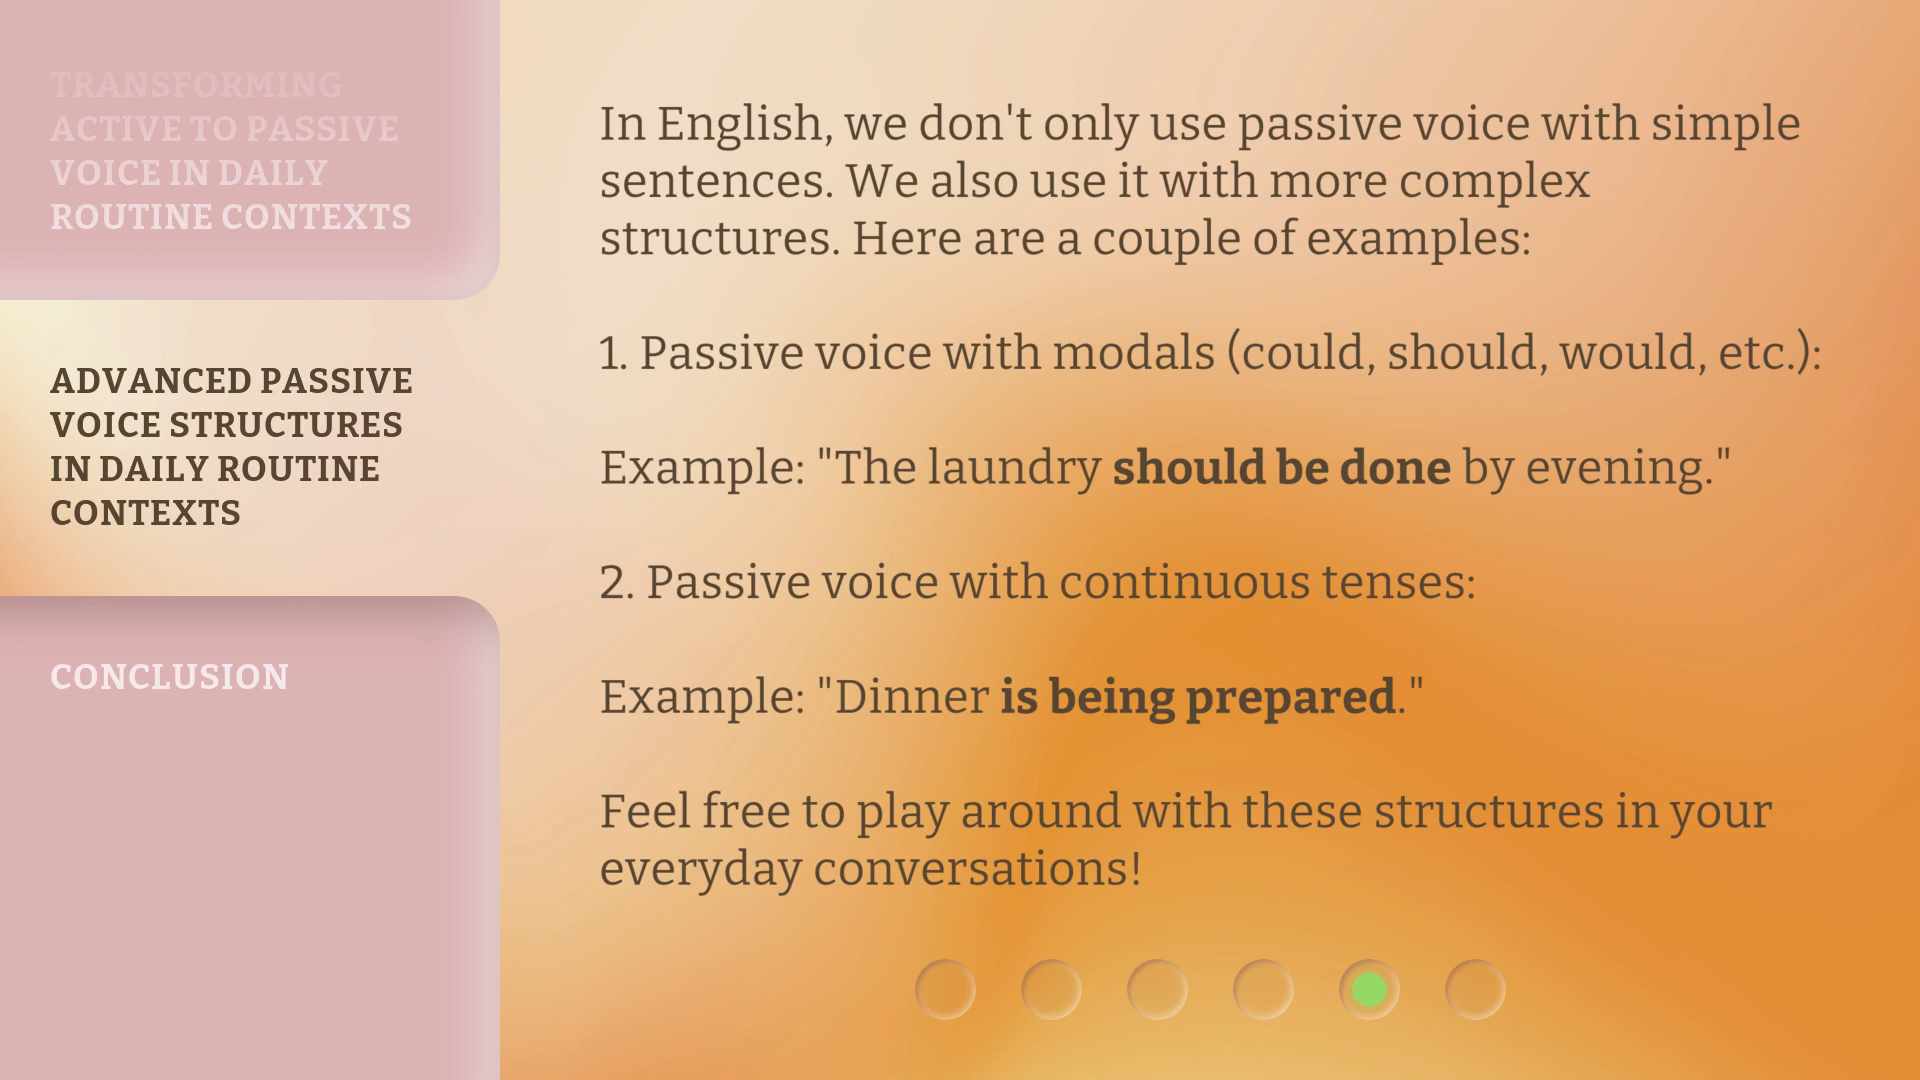 TRANSFORMING
ACTIVE TO PASSIVE
VOICE IN DAILY
ROUTINE CONTEXTS
ADVANCED PASSIVE
VOICE STRUCTURES
IN DAILY ROUTINE
CONTEXTS
CONCLUSION
In English, we don't only use passive voice with simple
sentences. We also use it with more complex
structures. Here are a couple of examples:
1. Passive voice with modals (could, should, would, etc.):
Example: "The laundry should be done by evening."
2. Passive voice with continuous tenses:
Example: "Dinner is being prepared."
Feel free to play around with these structures in your
everyday conversations!